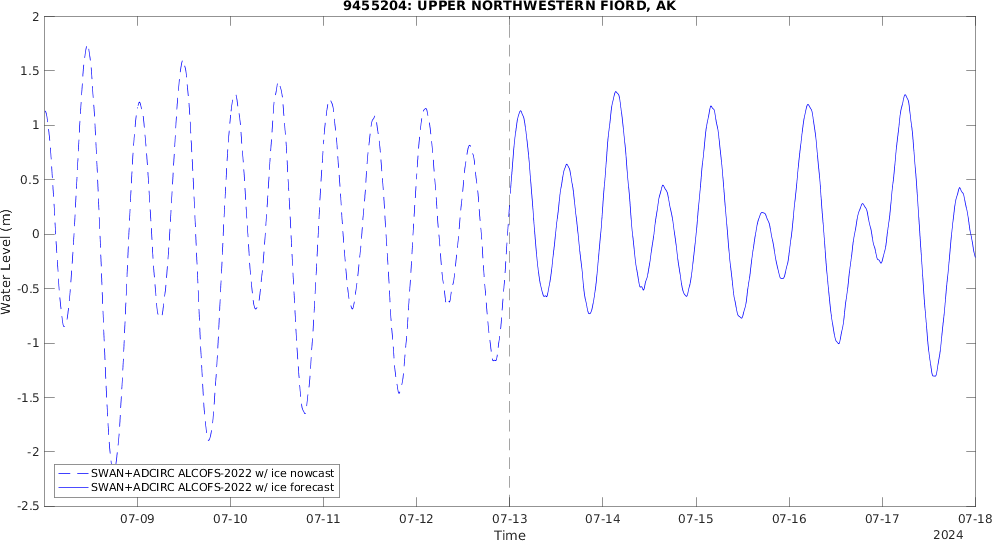 9455204: UPPER NORTHWESTERN FIORD, AK
2
1.5
1
0.5
0
-0.5
-1
-1.5
-2
-2.5
Water Level (m)
SWAN+ADCIRC ALCOFS-2022 w/ ice nowcast
SWAN+ADCIRC ALCOFS-2022 w/ ice forecast
07-09 07-10 07-11 07-12 07-13 07-14 07-15 07-16 07-17 07-18
Time
2024